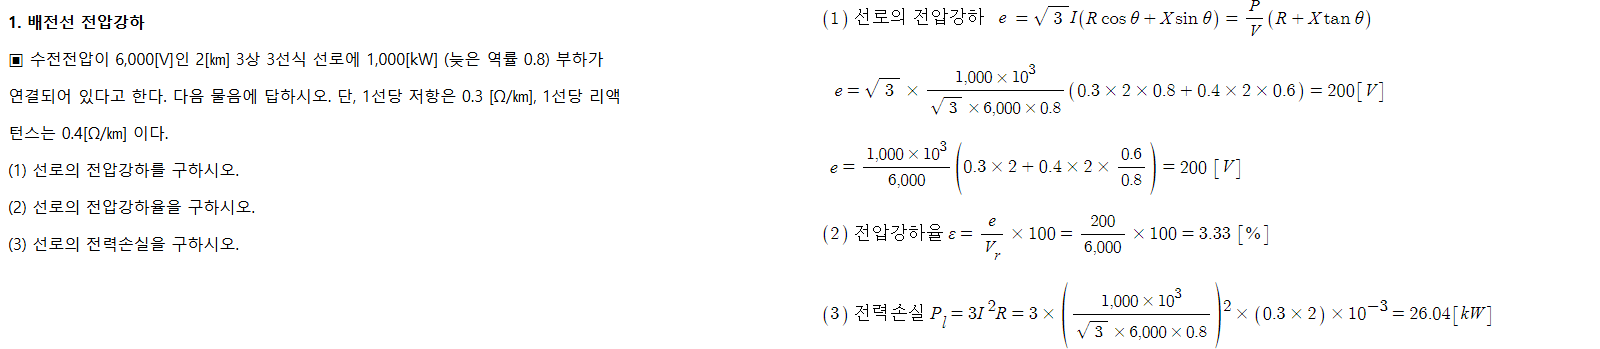 1. 배전선 전압강하
▣ 수전전압이 6,000[V]인 2[㎞] 3상 3선식 선로에 1,000[kW] (늦은 역률 0.8) 부하가
연결되어 있다고 한다. 다음 물음에 답하시오. 단, 1선당 저항은 0.3 [Ω/㎞], 1선당 리액
턴스는 0.4[Ω/㎞] 이다.
(1) 선로의 전압강하를 구하시오.
(2) 선로의 전압강하율을 구하시오.
(3) 선로의 전력손실을 구하시오.
(1) 선로의 전압강하 e = √3 I(R cos θ + X sin θ) = P/V (R + X tan θ)
e = √3 × (1,000 × 10³)/(√3 × 6,000 × 0.8) (0.3 × 2 × 0.8 + 0.4 × 2 × 0.6) = 200[V]
e = (1,000 × 10³)/(6,000) (0.3 × 2 + 0.4 × 2 × 0.6/0.8) = 200 [V]
(2) 전압강하율 ε = e/Vᵣ × 100 = 200/6,000 × 100 = 3.33 [%]
(3) 전력손실 Pₗ = 3I²R = 3 × ((1,000 × 10³)/(√3 × 6,000 × 0.8))² × (0.3 × 2) × 10⁻³ = 26.04[kW]